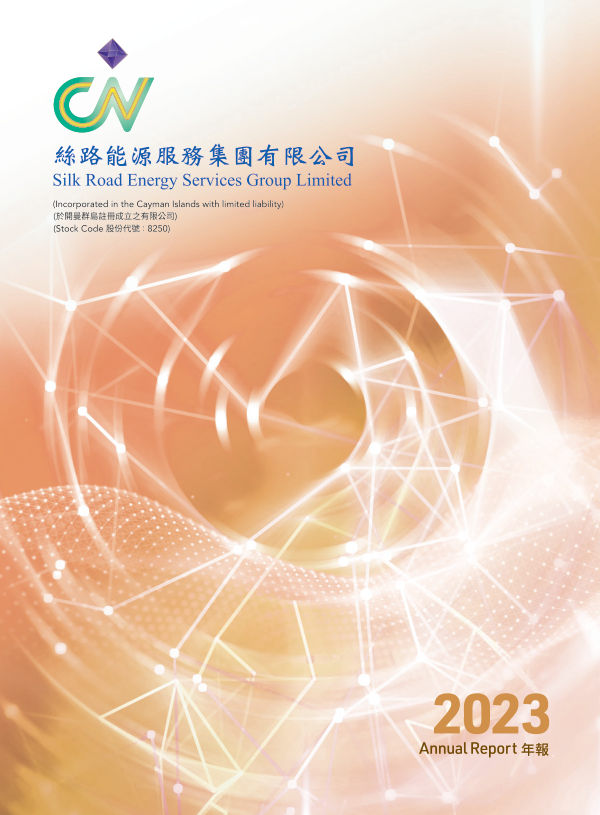 CN
絲路能源服務集團有限公司
Silk Road Energy Services Group Limited
(Incorporated in the Cayman Islands with limited liability)
(於開曼群島註冊成立之有限公司)
(Stock Code 股份代號 : 8250)
2023
Annual Report 年報